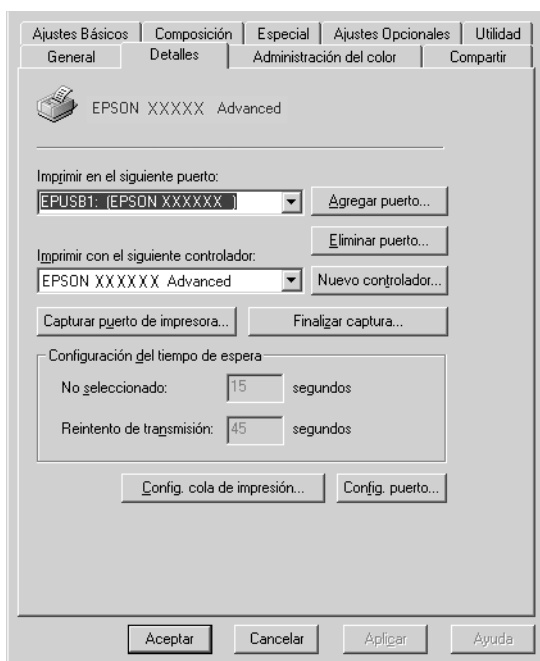 Ajustes Básicos Composición Especial Ajustes Opcionales Utilidad
General Detalles Administración del color Compartir
EPSON XXXXX Advanced
Imprimir en el siguiente puerto:
EPUSB1: (EPSON XXXXXX ) Agregar puerto...
Eliminar puerto...
Imprimir con el siguiente controlador:
EPSON XXXXXX Advanced Nuevo controlador...
Capturar puerto de impresora... Finalizar captura...
Configuración del tiempo de espera
No seleccionado: 15 segundos
Reintento de transmisión: 45 segundos
Config. cola de impresión... Config. puerto...
Aceptar Cancelar Aplicar Ayuda